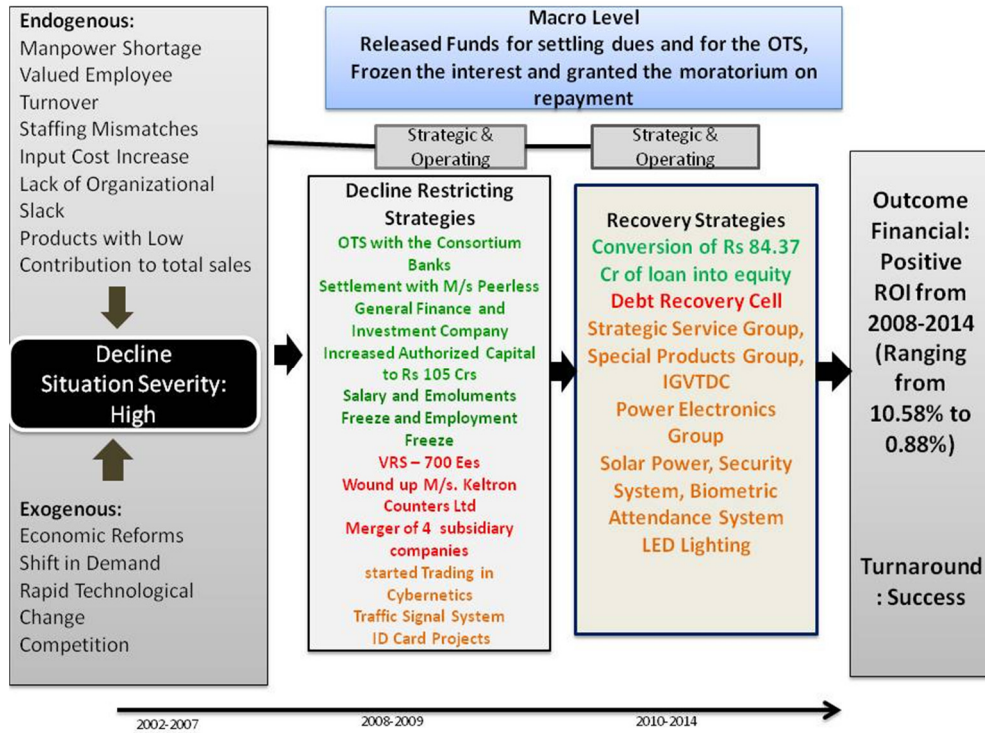 Endogenous:
Manpower Shortage
Valued Employee
Turnover
Staffing Mismatches
Input Cost Increase
Lack of Organizational
Slack
Products with Low
Contribution to total sales
Decline
Situation Severity:
High
Exogenous:
Economic Reforms
Shift in Demand
Rapid Technological
Change
Competition
Macro Level
Released Funds for settling dues and for the OTS,
Frozen the interest and granted the moratorium on
repayment
Strategic &
Operating
Strategic &
Operating
Decline Restricting
Strategies
OTS with the Consortium
Banks
Settlement with M/s Peerless
General Finance and
Investment Company
Increased Authorized Capital
to Rs 105 Crs
Salary and Emoluments
Freeze and Employment
Freeze
VRS – 700 Ees
Wound up M/s. Keltron
Counters Ltd
Merger of 4 subsidiary
companies
started Trading in
Cybernetics
Traffic Signal System
ID Card Projects
Recovery Strategies
Conversion of Rs 84.37
Cr of loan into equity
Debt Recovery Cell
Strategic Service Group,
Special Products Group,
IGVTDC
Power Electronics
Group
Solar Power, Security
System, Biometric
Attendance System
LED Lighting
Outcome
Financial:
Positive
ROI from
2008-2014
(Ranging
from
10.58% to
0.88%)
Turnaround
: Success
2002-2007
2008-2009
2010-2014